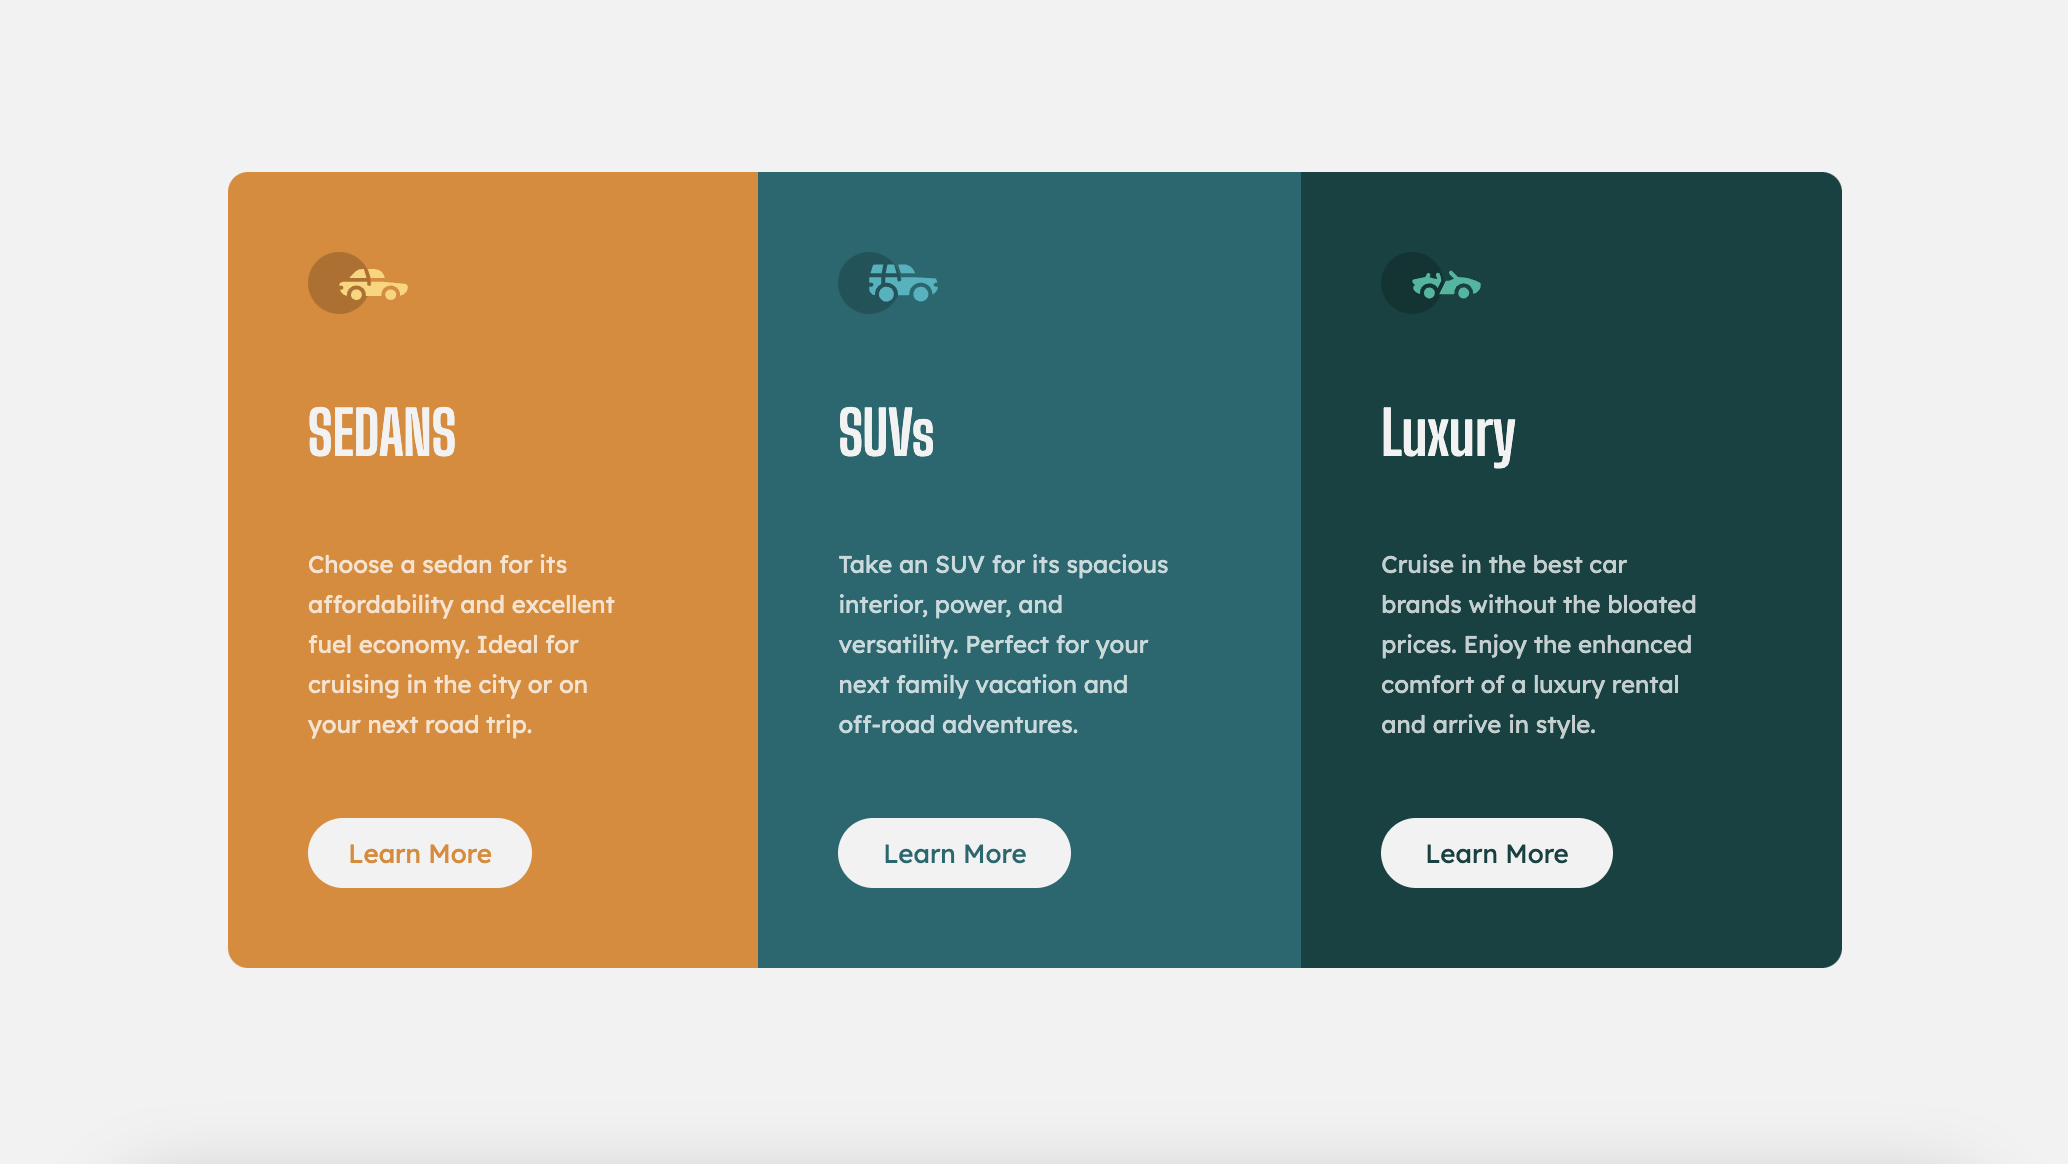 SEDANS
Choose a sedan for its
affordability and excellent
fuel economy. Ideal for
cruising in the city or on
your next road trip.
Learn More
SUVs
Take an SUV for its spacious
interior, power, and
versatility. Perfect for your
next family vacation and
off-road adventures.
Learn More
Luxury
Cruise in the best car
brands without the bloated
prices. Enjoy the enhanced
comfort of a luxury rental
and arrive in style.
Learn More